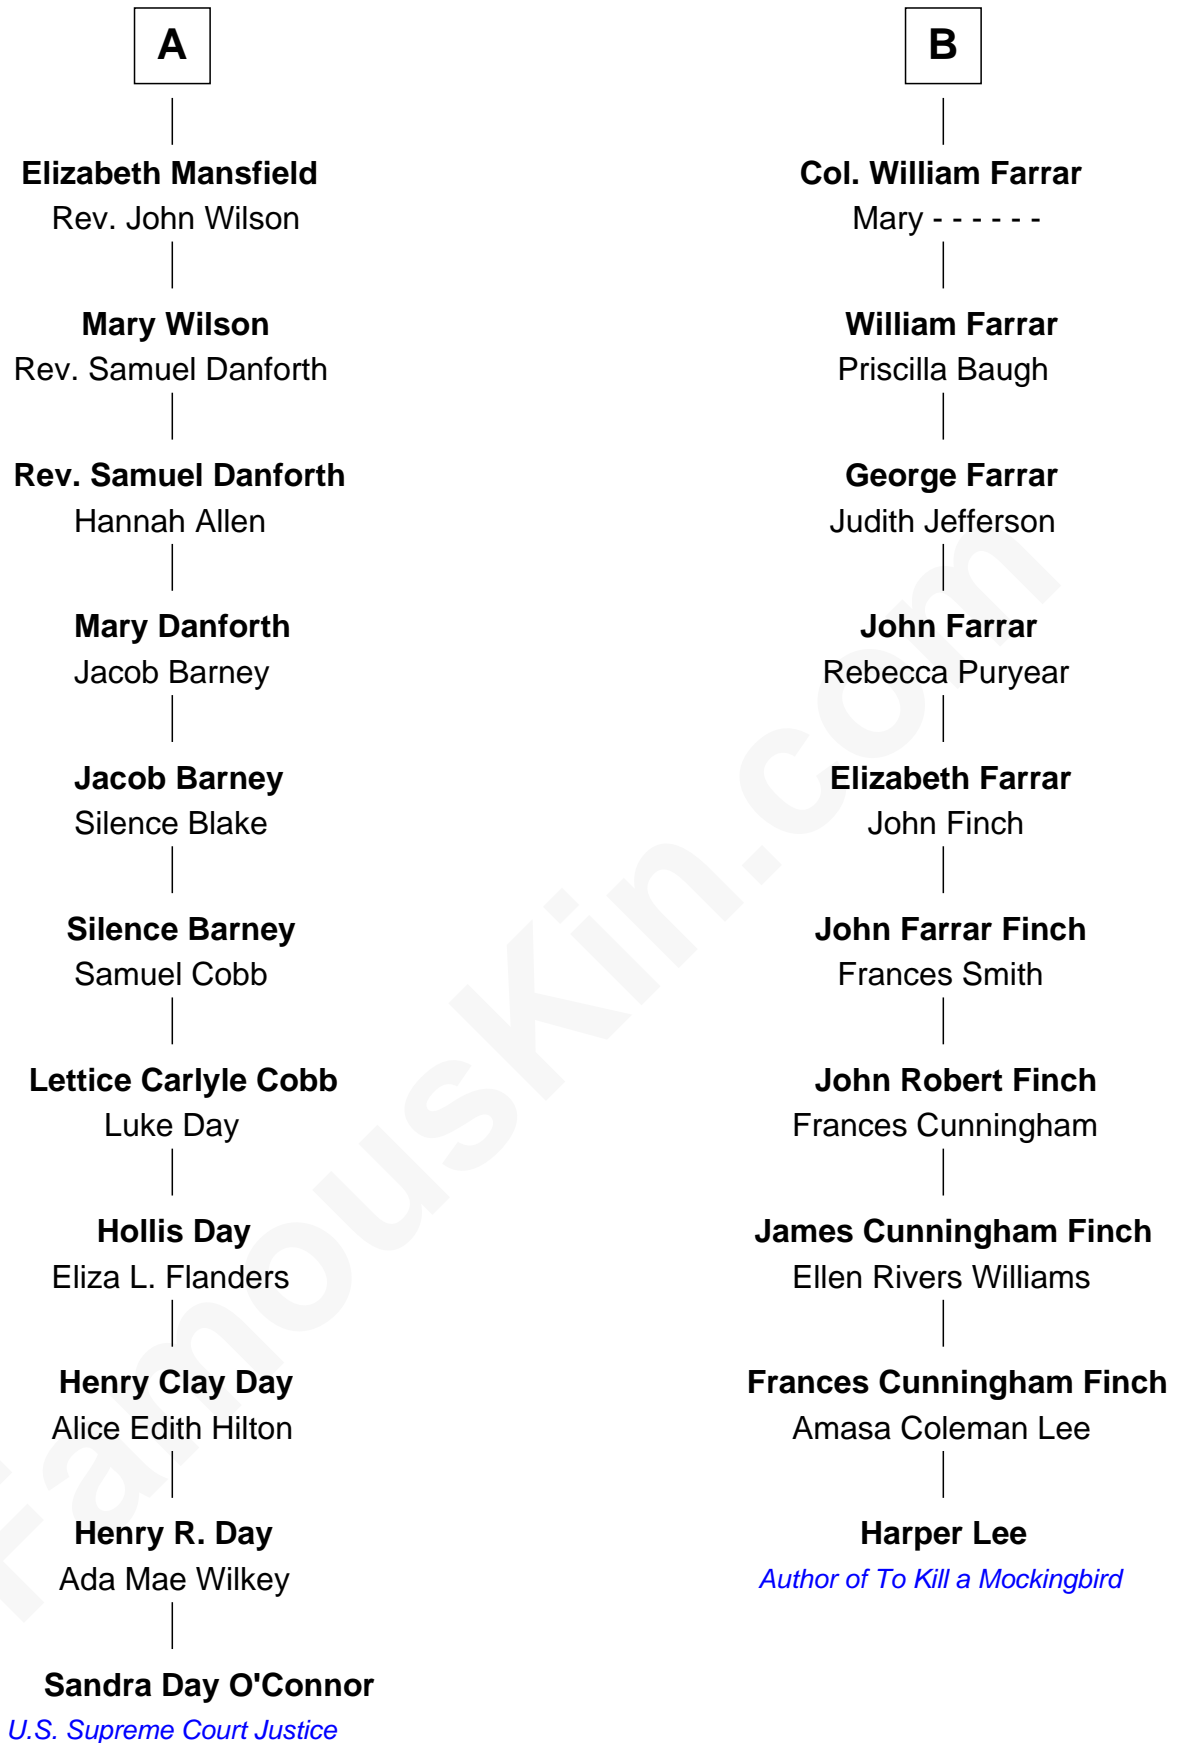 A
Elizabeth Mansfield
Rev. John Wilson
Mary Wilson
Rev. Samuel Danforth
Rev. Samuel Danforth
Hannah Allen
Mary Danforth
Jacob Barney
Jacob Barney
Silence Blake
Silence Barney
Samuel Cobb
Lettice Carlyle Cobb
Luke Day
Hollis Day
Eliza L. Flanders
Henry Clay Day
Alice Edith Hilton
Henry R. Day
Ada Mae Wilkey
Sandra Day O'Connor
U.S. Supreme Court Justice
B
Col. William Farrar
Mary - - - - - -
William Farrar
Priscilla Baugh
George Farrar
Judith Jefferson
John Farrar
Rebecca Puryear
Elizabeth Farrar
John Finch
John Farrar Finch
Frances Smith
John Robert Finch
Frances Cunningham
James Cunningham Finch
Ellen Rivers Williams
Frances Cunningham Finch
Amasa Coleman Lee
Harper Lee
Author of To Kill a Mockingbird
FamousKin.com